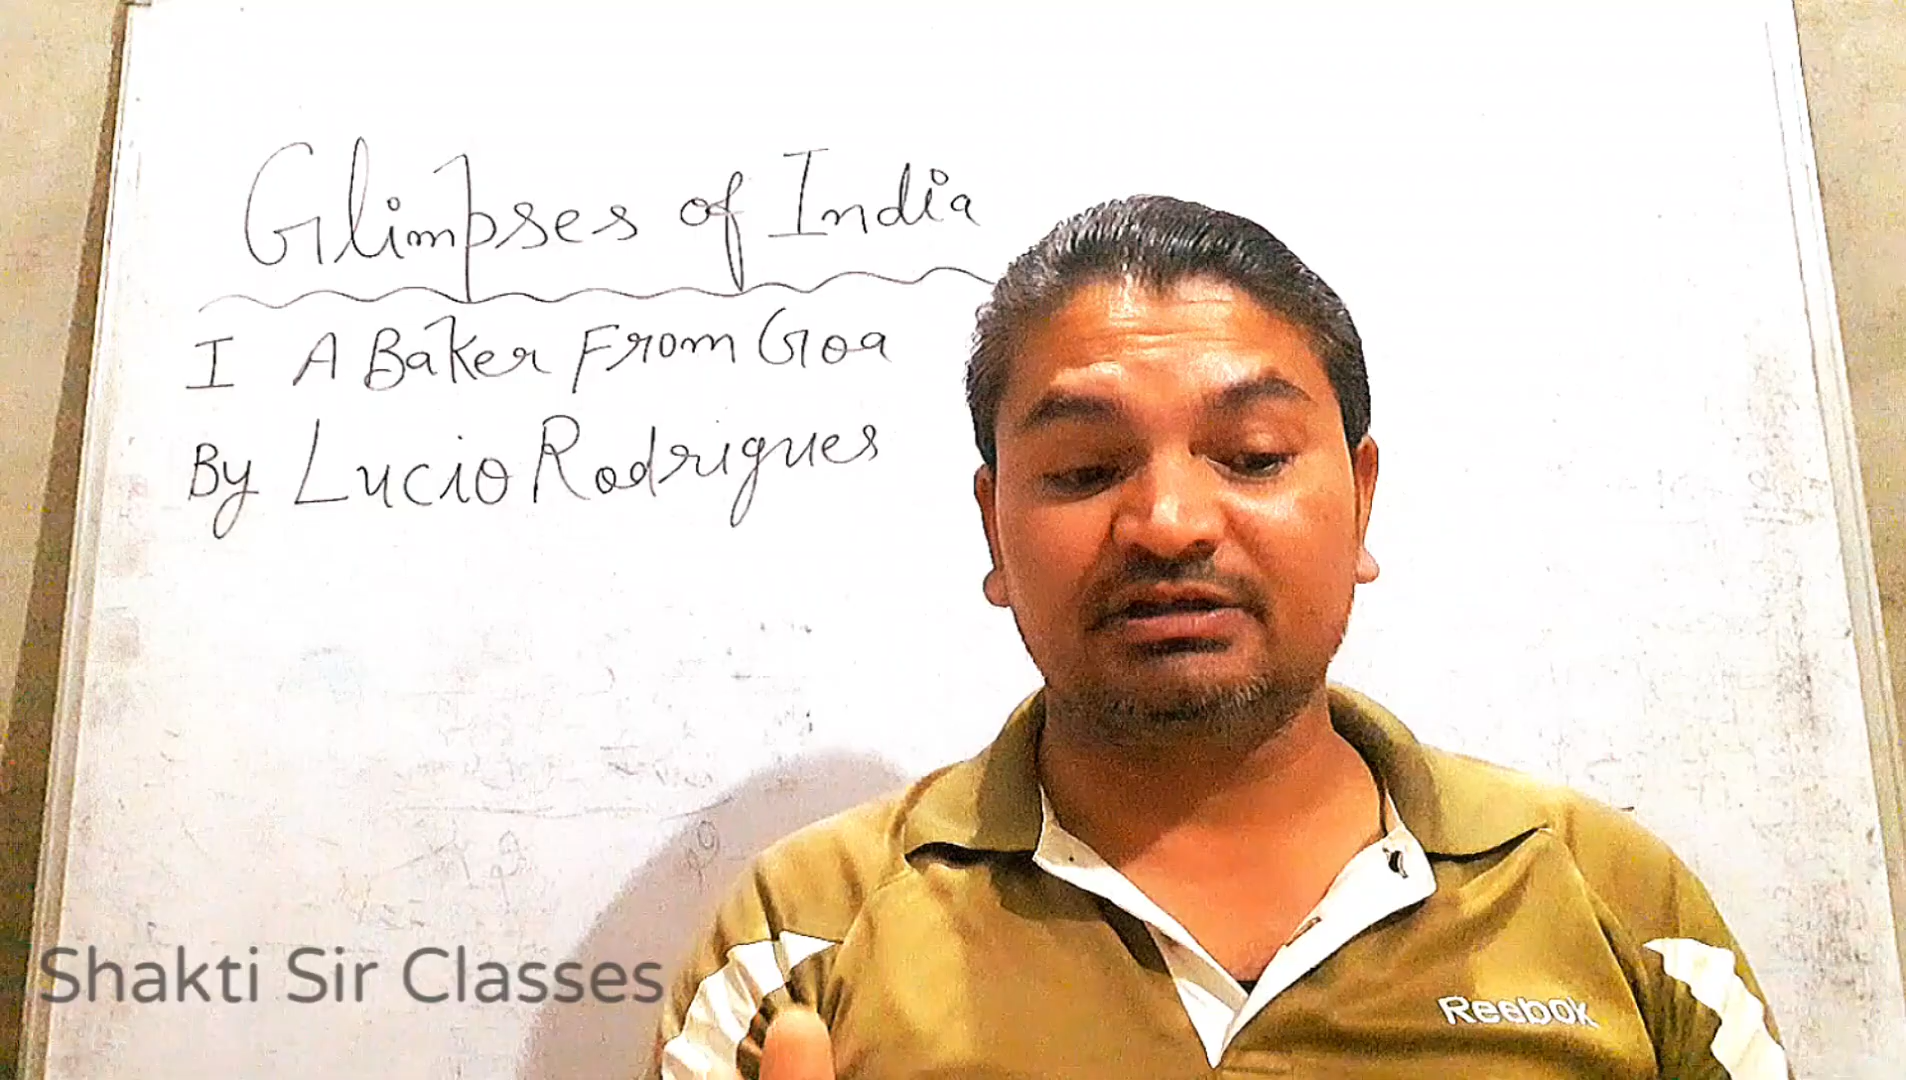 Glimpses of India
I A Baker From Goa
By Lucio Rodrigues
Shakti Sir Classes
Reebok